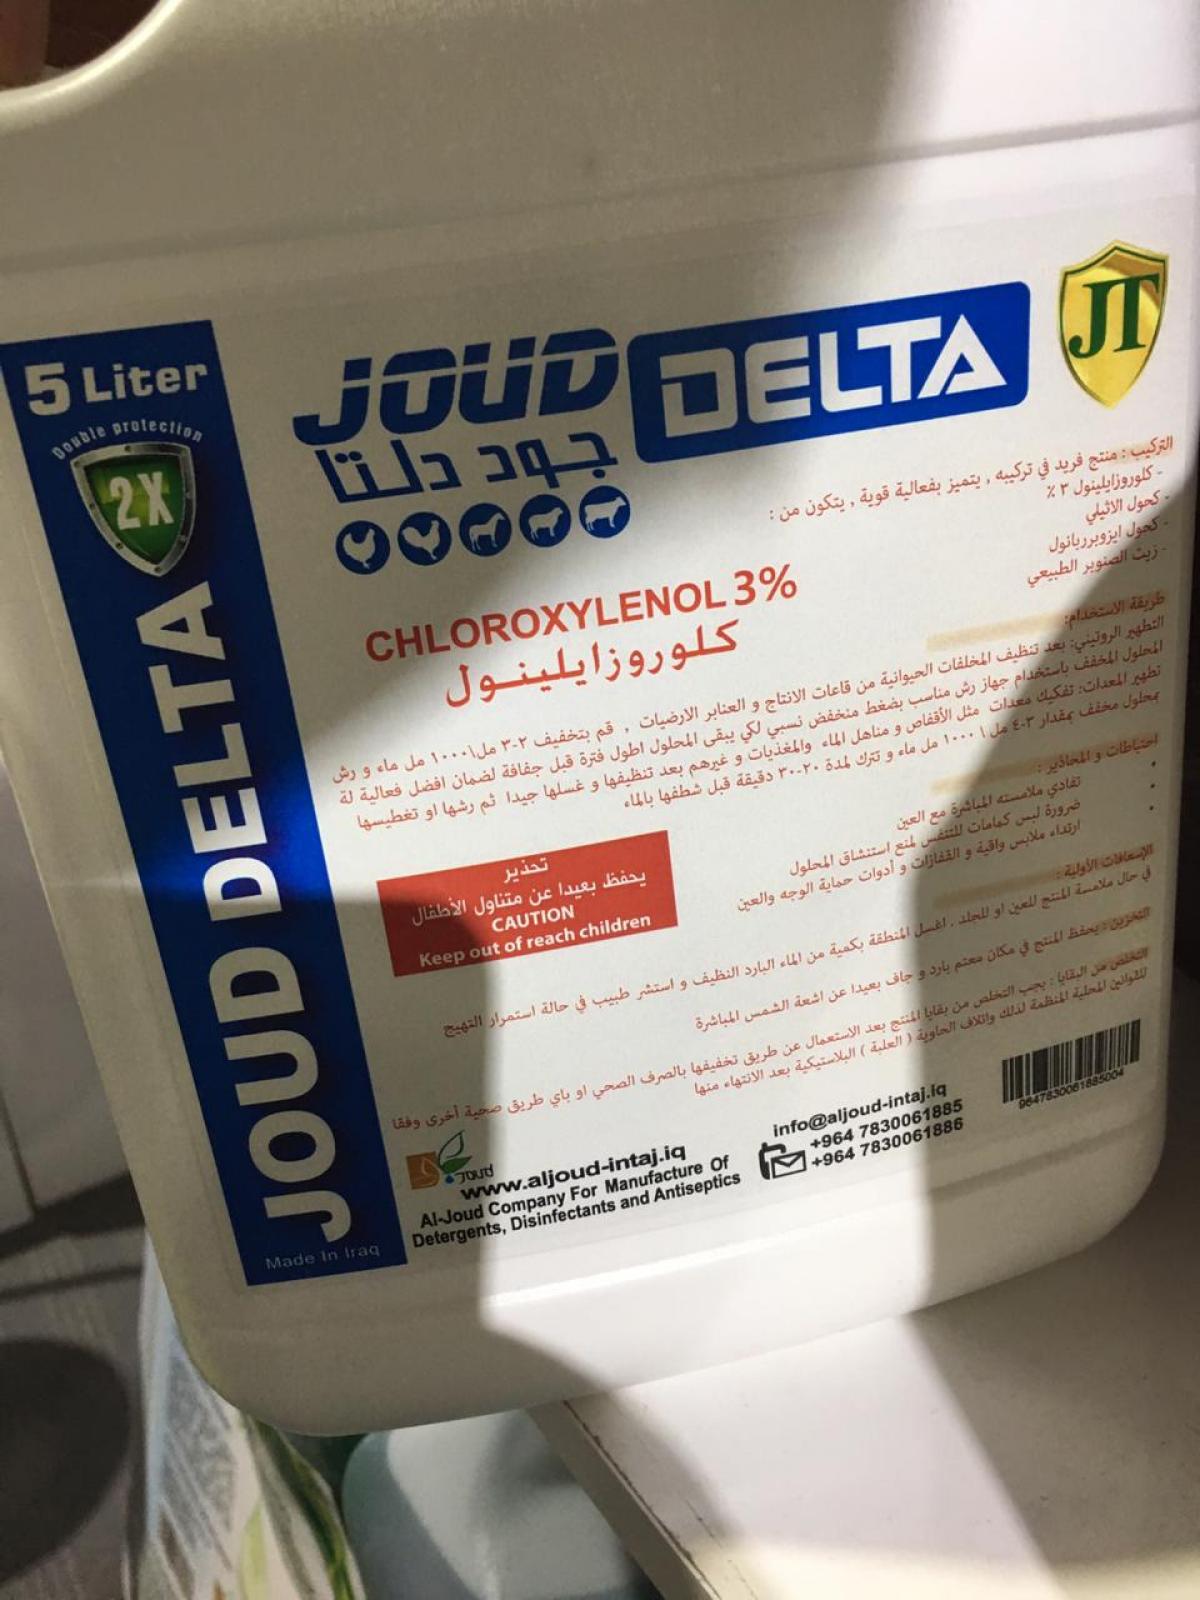 5 Liter
Double protection
2X
JOUD DELTA
Made In Iraq
JOUD DELTA
جود دلتا
JT
التركيب : منتج فريد في تركيبه , يتميز بفعالية قوية , يتكون من :
- كلوروزايلينول ٣ ٪
- كحول الاثيلي
- كحول ايزوبرربانول
- زيت الصنوبر الطبيعي
CHLOROXYLENOL 3%
كلوروزايلينول
طريقة الاستخدام:
التطهير الروتيني: بعد تنظيف المخلفات الحيوانية من قاعات الانتاج و العنابر الارضيات , قم بتخفيف ٢-٣ مل\١٠٠٠ مل ماء و رش
المحلول المخفف باستخدام جهاز رش مناسب بضغط منخفض نسبي لكي يبقى المحلول اطول فترة قبل جفافة لضمان افضل فعالية لة
تطهير المعدات: تفكيك معدات مثل الأقفاص و مناهل الماء والمغذيات و غيرهم بعد تنظيفها و غسلها جيدا ثم رشها او تغطيسها
بمحلول مخفف بمقدار ٣-٤ مل \ ١٠٠٠ مل ماء و تترك لمدة ٢٠-٣٠ دقيقة قبل شطفها بالماء
احتياطات و المحاذير :
• تفادي ملامسته المباشرة مع العين
• ضرورة لبس كمامات للتنفس لمنع استنشاق المحلول
• ارتداء ملابس واقية و القفازات و أدوات حماية الوجه والعين
تحذير
يحفظ بعيدا عن متناول الأطفال
CAUTION
Keep out of reach children
الإسعافات الأولية :
في حال ملامسة المنتج للعين او للجلد , اغسل المنطقة بكمية من الماء البارد النظيف و استشر طبيب في حالة استمرار التهيج
التخزين : يحفظ المنتج في مكان معتم بارد و جاف بعيدا عن اشعة الشمس المباشرة
التخلص من البقايا : يجب التخلص من بقايا المنتج بعد الاستعمال عن طريق تخفيفها بالصرف الصحي او باي طريق صحية أخرى وفقا
للقوانين المحلية المنظمة لذلك واتلاف الحاوية ( العلبة ) البلاستيكية بعد الانتهاء منها
Joud
www.aljoud-intaj.iq
Al-Joud Company For Manufacture Of
Detergents, Disinfectants and Antiseptics
info@aljoud-intaj.iq
+964 7830061885
+964 7830061886
9647830061885004